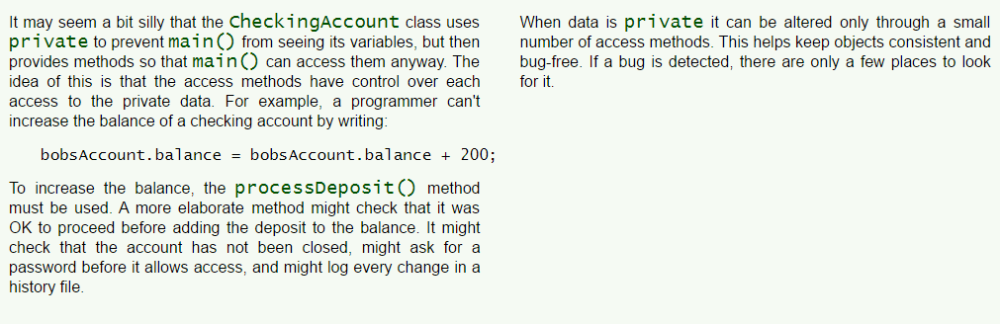 It may seem a bit silly that the CheckingAccount class uses
private to prevent main() from seeing its variables, but then
provides methods so that main() can access them anyway. The
idea of this is that the access methods have control over each
access to the private data. For example, a programmer can't
increase the balance of a checking account by writing:
bobsAccount.balance = bobsAccount.balance + 200;
To increase the balance, the processDeposit() method
must be used. A more elaborate method might check that it was
OK to proceed before adding the deposit to the balance. It might
check that the account has not been closed, might ask for a
password before it allows access, and might log every change in a
history file.
When data is private it can be altered only through a small
number of access methods. This helps keep objects consistent and
bug-free. If a bug is detected, there are only a few places to look
for it.